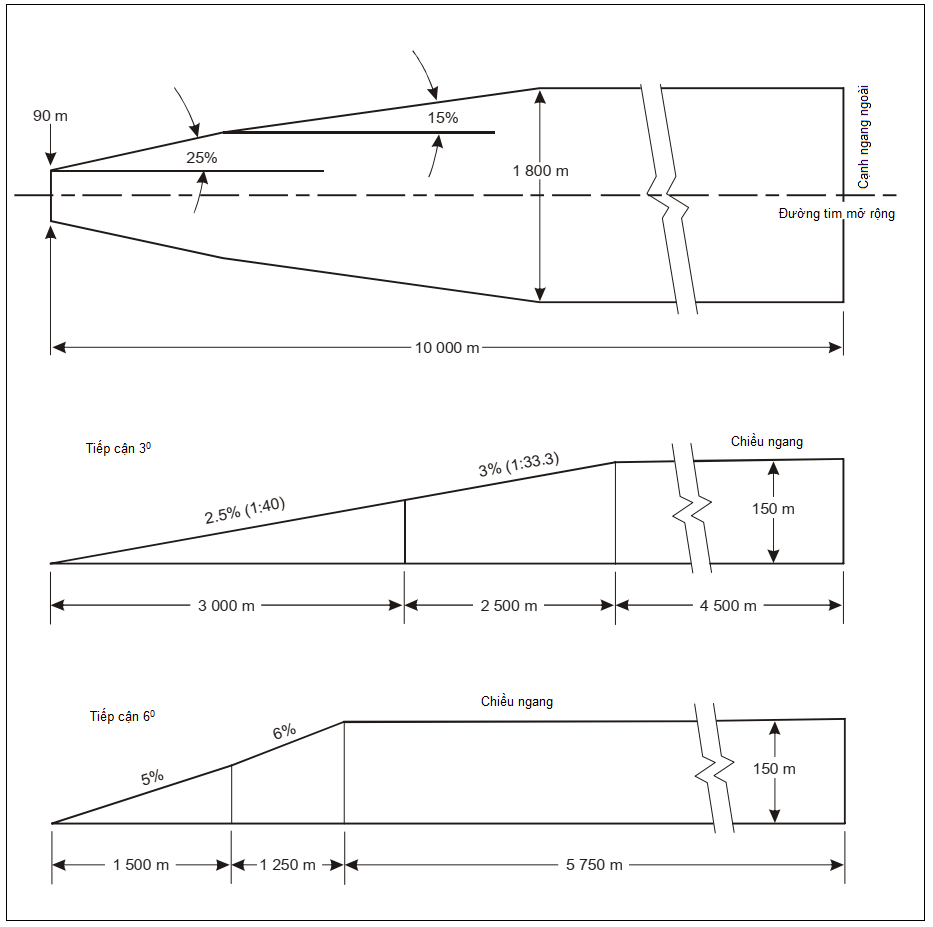 90 m
25%
15%
1 800 m
Cạnh ngang ngoài
Đường tim mở rộng
10 000 m
Tiếp cận 3⁰
Chiều ngang
2.5% (1:40)
3% (1:33.3)
150 m
3 000 m
2 500 m
4 500 m
Tiếp cận 6⁰
Chiều ngang
5%
6%
150 m
1 500 m
1 250 m
5 750 m